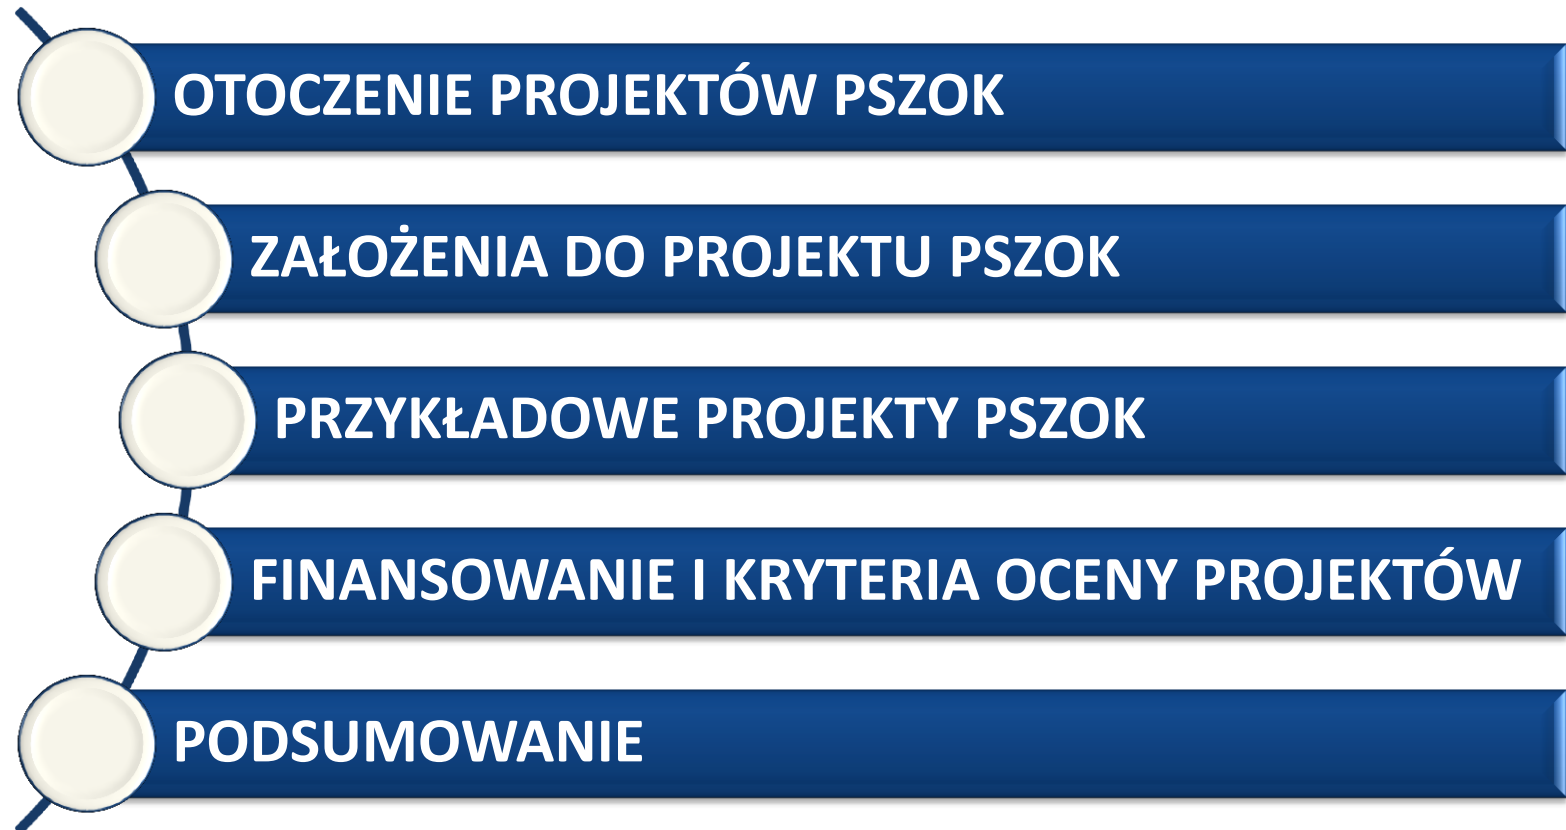 OTOCZENIE PROJEKTÓW PSZOK
ZAŁOŻENIA DO PROJEKTU PSZOK
PRZYKŁADOWE PROJEKTY PSZOK
FINANSOWANIE I KRYTERIA OCENY PROJEKTÓW
PODSUMOWANIE